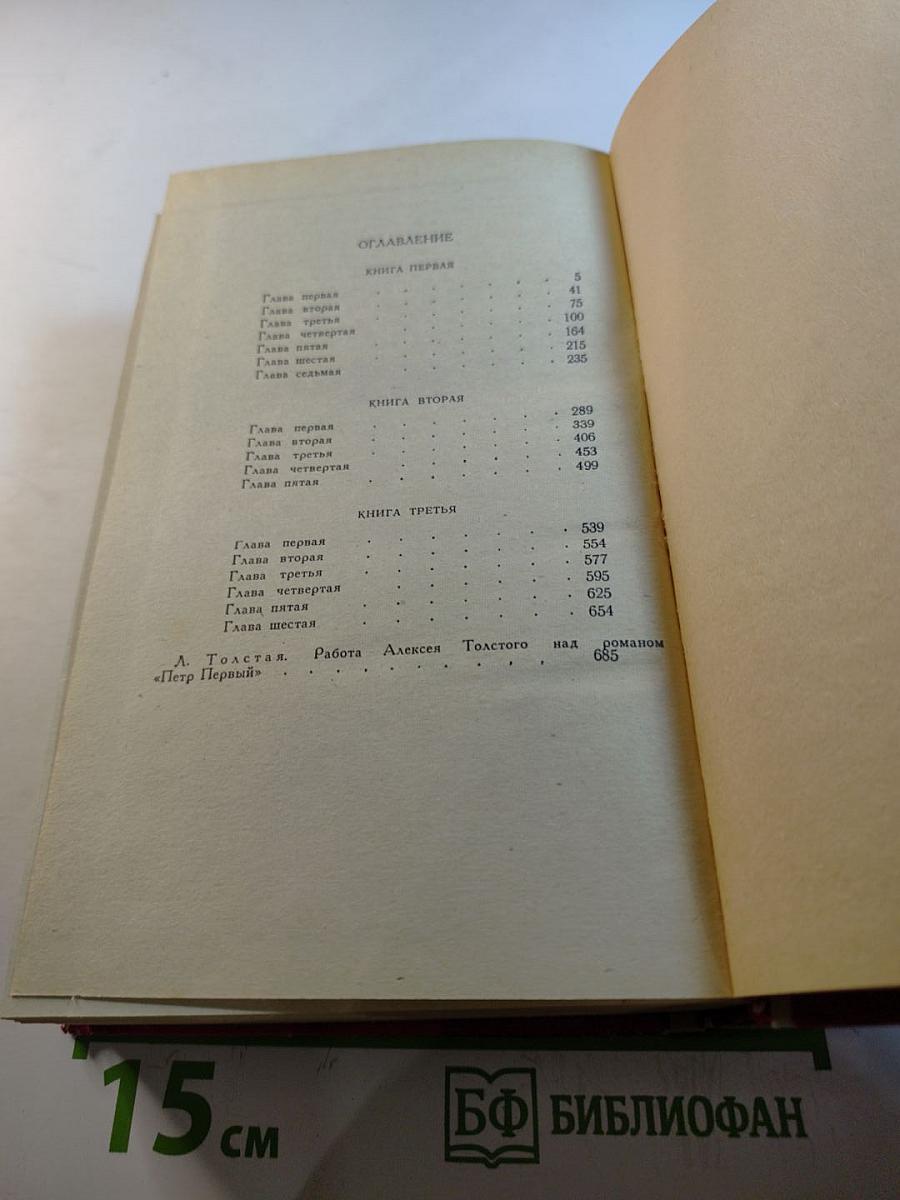 ОГЛАВЛЕНИЕ
КНИГА ПЕРВАЯ
Глава первая . . . . . . 5
Глава вторая . . . . . . 41
Глава третья . . . . . . 75
Глава четвертая . . . . . . 100
Глава пятая . . . . . . 164
Глава шестая . . . . . . 215
Глава седьмая . . . . . . 235
КНИГА ВТОРАЯ
Глава первая . . . . . . 289
Глава вторая . . . . . . 339
Глава третья . . . . . . 406
Глава четвертая . . . . . . 453
Глава пятая . . . . . . 499
КНИГА ТРЕТЬЯ
Глава первая . . . . . . 539
Глава вторая . . . . . . 554
Глава третья . . . . . . 577
Глава четвертая . . . . . . 595
Глава пятая . . . . . . 625
Глава шестая . . . . . . 654
Л. Толстая. Работа Алексея Толстого над романом
«Петр Первый» . . . . . . . . . 685
15 см
БФ БИБЛИОФАН